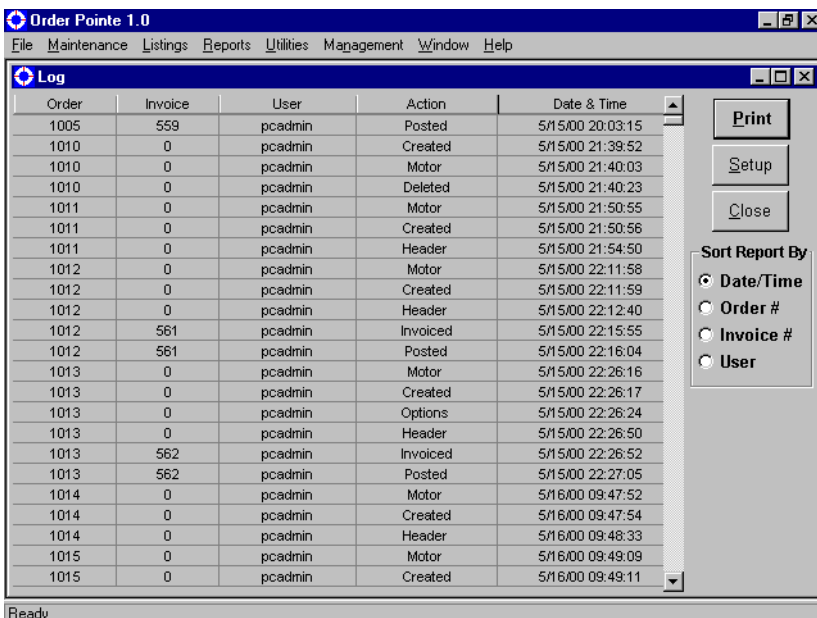 Order Pointe 1.0
File Maintenance Listings Reports Utilities Management Window Help
Log
Order Invoice User Action Date & Time
1005 559 pcadmin Posted 5/15/00 20:03:15
1010 0 pcadmin Created 5/15/00 21:39:52
1010 0 pcadmin Motor 5/15/00 21:40:03
1010 0 pcadmin Deleted 5/15/00 21:40:23
1011 0 pcadmin Motor 5/15/00 21:50:55
1011 0 pcadmin Created 5/15/00 21:50:56
1011 0 pcadmin Header 5/15/00 21:54:50
1012 0 pcadmin Motor 5/15/00 22:11:58
1012 0 pcadmin Created 5/15/00 22:11:59
1012 0 pcadmin Header 5/15/00 22:12:40
1012 561 pcadmin Invoiced 5/15/00 22:15:55
1012 561 pcadmin Posted 5/15/00 22:16:04
1013 0 pcadmin Motor 5/15/00 22:26:16
1013 0 pcadmin Created 5/15/00 22:26:17
1013 0 pcadmin Options 5/15/00 22:26:24
1013 0 pcadmin Header 5/15/00 22:26:50
1013 562 pcadmin Invoiced 5/15/00 22:26:52
1013 562 pcadmin Posted 5/15/00 22:27:05
1014 0 pcadmin Motor 5/16/00 09:47:52
1014 0 pcadmin Created 5/16/00 09:47:54
1014 0 pcadmin Header 5/16/00 09:48:33
1015 0 pcadmin Motor 5/16/00 09:49:09
1015 0 pcadmin Created 5/16/00 09:49:11
Print
Setup
Close
Sort Report By
Date/Time
Order #
Invoice #
User
Ready